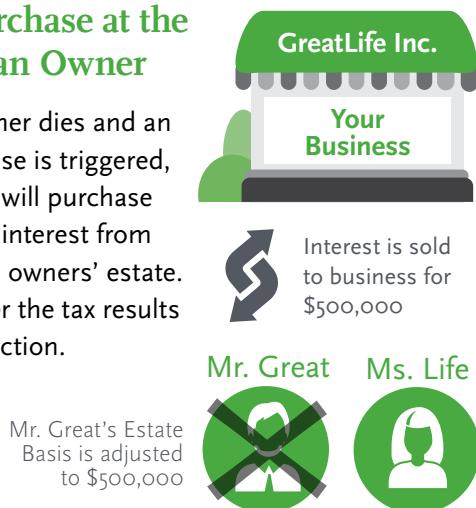 rchase at the
an Owner
ner dies and an
se is triggered,
will purchase
interest from
owners' estate.
er the tax results
ction.
GreatLife Inc.
Your
Business
Interest is sold
to business for
$500,000
Mr. Great
Ms. Life
Mr. Great's Estate
Basis is adjusted
to $500,000